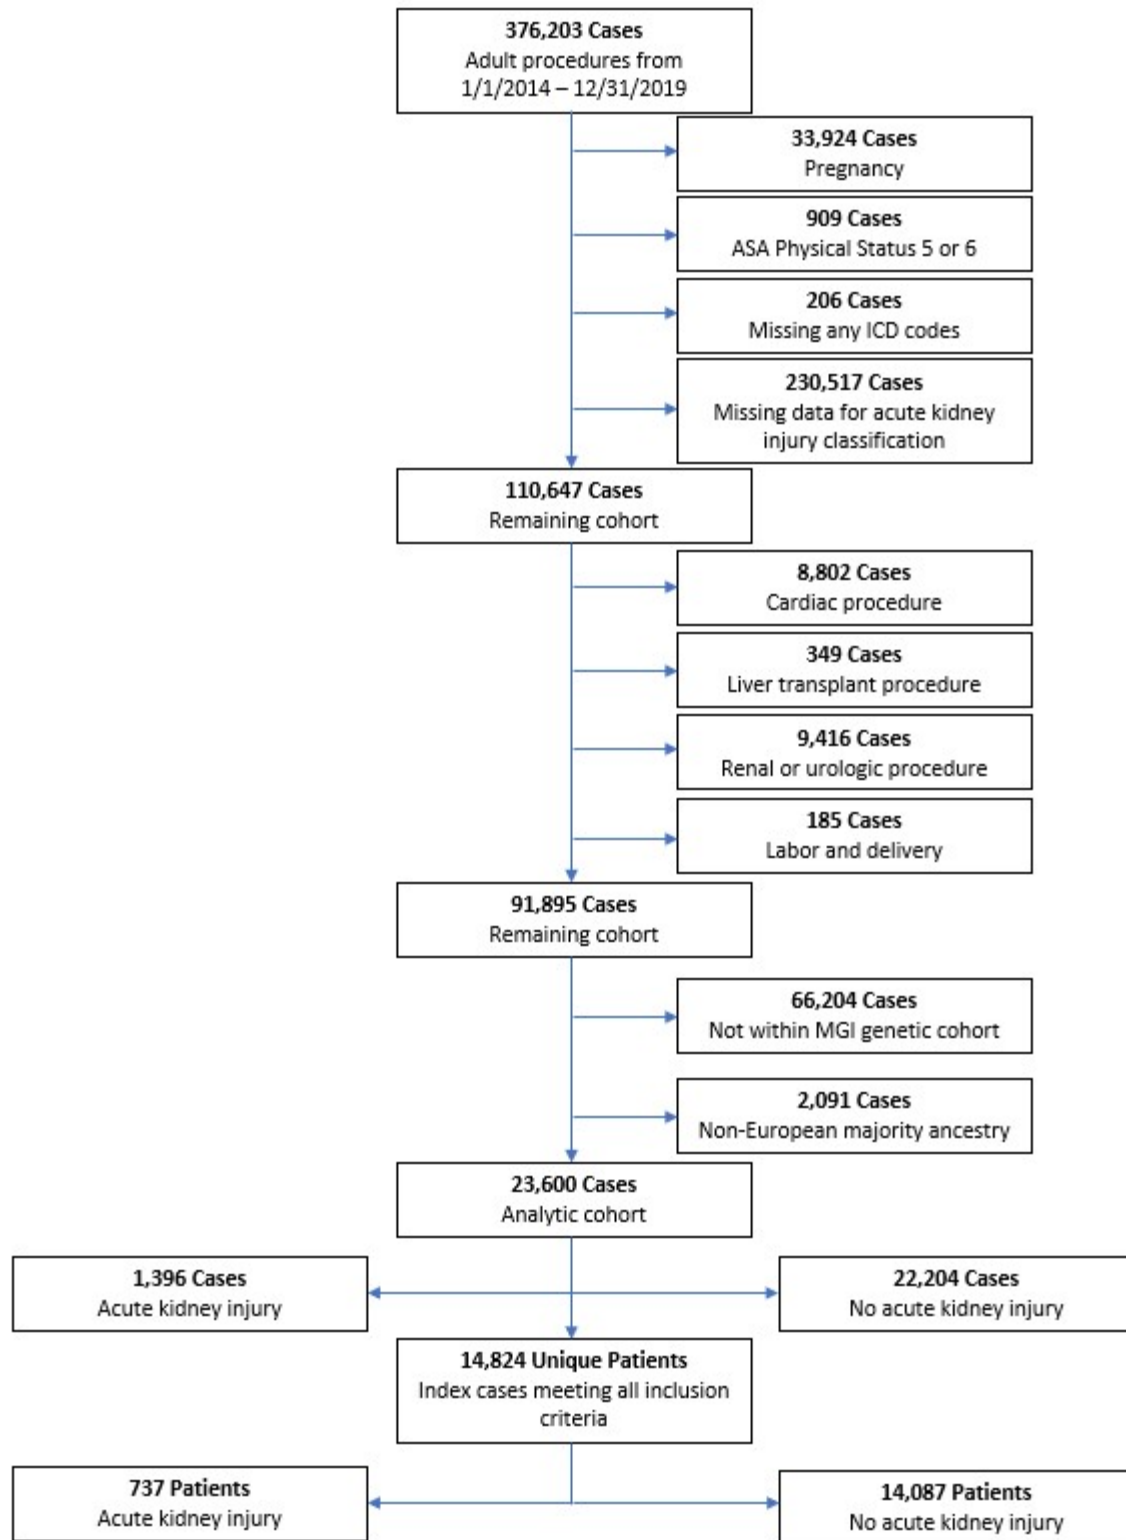 376,203 Cases
Adult procedures from
1/1/2014 – 12/31/2019
33,924 Cases
Pregnancy
909 Cases
ASA Physical Status 5 or 6
206 Cases
Missing any ICD codes
230,517 Cases
Missing data for acute kidney
injury classification
110,647 Cases
Remaining cohort
8,802 Cases
Cardiac procedure
349 Cases
Liver transplant procedure
9,416 Cases
Renal or urologic procedure
185 Cases
Labor and delivery
91,895 Cases
Remaining cohort
66,204 Cases
Not within MGI genetic cohort
2,091 Cases
Non-European majority ancestry
23,600 Cases
Analytic cohort
1,396 Cases
Acute kidney injury
22,204 Cases
No acute kidney injury
14,824 Unique Patients
Index cases meeting all inclusion
criteria
737 Patients
Acute kidney injury
14,087 Patients
No acute kidney injury